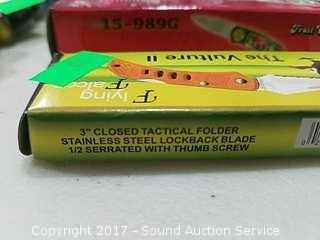 15-989G
The Vulture II
Flying
3" CLOSED TACTICAL FOLDER
STAINLESS STEEL LOCKBACK BLADE
1/2 SERRATED WITH THUMB SCREW
Copyright 2017 - Sound Auction Service